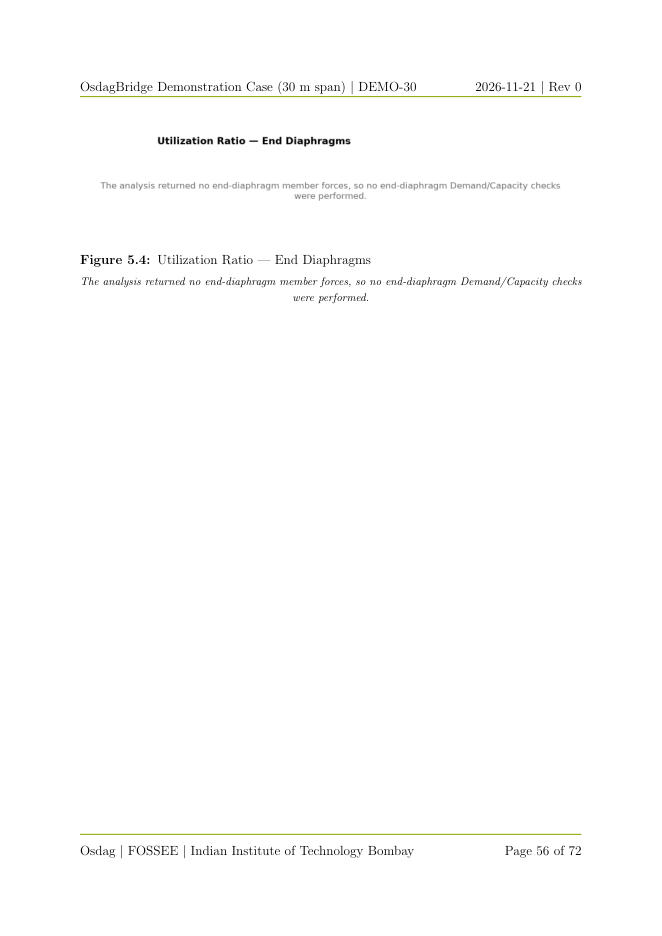 OsdagBridge Demonstration Case (30 m span) | DEMO-30 2026-11-21 | Rev 0
Utilization Ratio — End Diaphragms
The analysis returned no end-diaphragm member forces, so no end-diaphragm Demand/Capacity checks
were performed.
Figure 5.4: Utilization Ratio — End Diaphragms
The analysis returned no end-diaphragm member forces, so no end-diaphragm Demand/Capacity checks
were performed.
Osdag | FOSSEE | Indian Institute of Technology Bombay Page 56 of 72